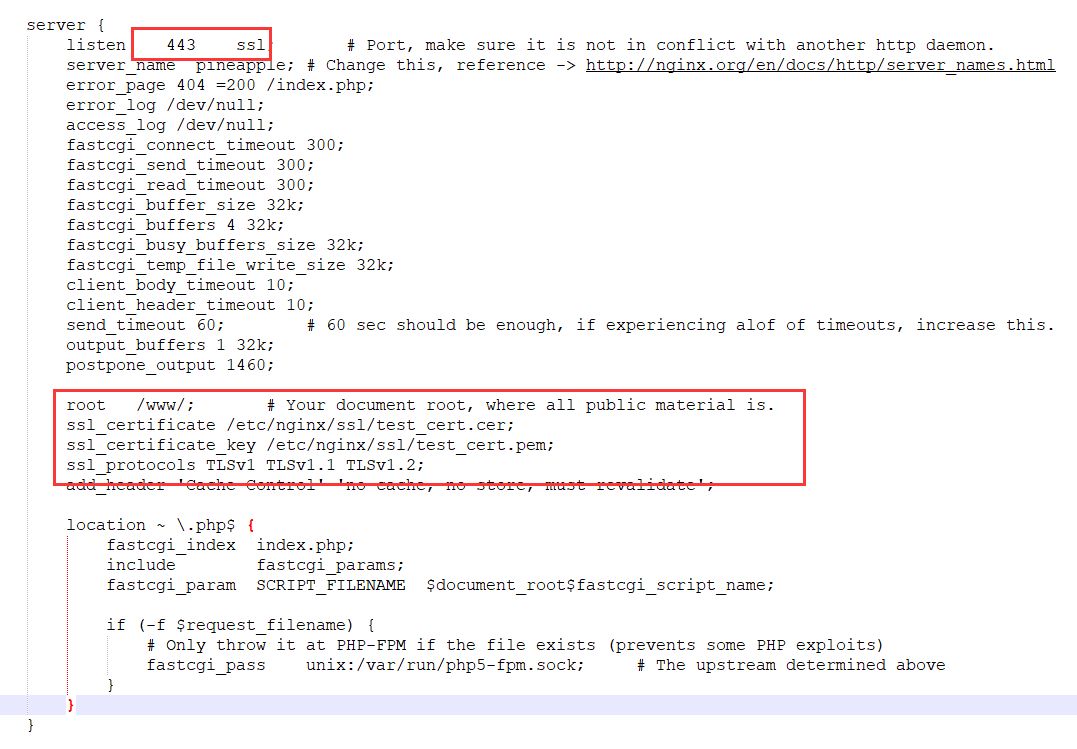 server {
    listen    443    ssl;        # Port, make sure it is not in conflict with another http daemon.
    server_name  pineapple; # Change this, reference -> http://nginx.org/en/docs/http/server_names.html
    error_page 404 =200 /index.php;
    error_log /dev/null;
    access_log /dev/null;
    fastcgi_connect_timeout 300;
    fastcgi_send_timeout 300;
    fastcgi_read_timeout 300;
    fastcgi_buffer_size 32k;
    fastcgi_buffers 4 32k;
    fastcgi_busy_buffers_size 32k;
    fastcgi_temp_file_write_size 32k;
    client_body_timeout 10;
    client_header_timeout 10;
    send_timeout 60;        # 60 sec should be enough, if experiencing alof of timeouts, increase this.
    output_buffers 1 32k;
    postpone_output 1460;
    root   /www/;       # Your document root, where all public material is.
    ssl_certificate /etc/nginx/ssl/test_cert.cer;
    ssl_certificate_key /etc/nginx/ssl/test_cert.pem;
    ssl_protocols TLSv1 TLSv1.1 TLSv1.2;
    add_header 'Cache-Control' 'no-cache, no-store, must-revalidate';
    location ~ \.php$ {
        fastcgi_index  index.php;
        include        fastcgi_params;
        fastcgi_param  SCRIPT_FILENAME  $document_root$fastcgi_script_name;
        if (-f $request_filename) {
            # Only throw it at PHP-FPM if the file exists (prevents some PHP exploits)
            fastcgi_pass    unix:/var/run/php5-fpm.sock;     # The upstream determined above
        }
    }
}